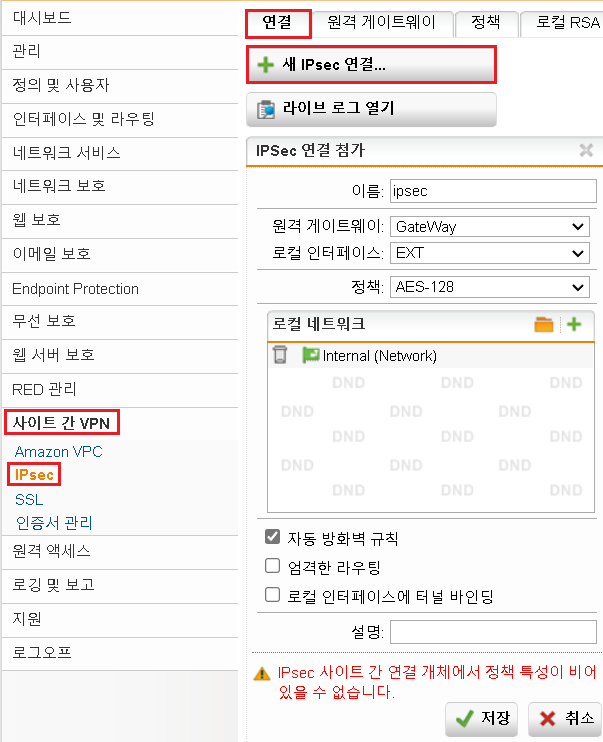 대시보드
관리
정의 및 사용자
인터페이스 및 라우팅
네트워크 서비스
네트워크 보호
웹 보호
이메일 보호
Endpoint Protection
무선 보호
웹 서버 보호
RED 관리
사이트 간 VPN
Amazon VPC
IPsec
SSL
인증서 관리
원격 액세스
로깅 및 보고
지원
로그오프
연결
원격 게이트웨이
정책
로컬 RSA
새 IPsec 연결...
라이브 로그 열기
IPSec 연결 첨가
이름: ipsec
원격 게이트웨이: GateWay
로컬 인터페이스: EXT
정책: AES-128
로컬 네트워크
Internal (Network)
DND DND DND
DND DND DND
DND DND DND
DND DND DND
DND DND DND
자동 방화벽 규칙
엄격한 라우팅
로컬 인터페이스에 터널 바인딩
설명:
IPsec 사이트 간 연결 개체에서 정책 특성이 비어
있을 수 없습니다.
저장
취소